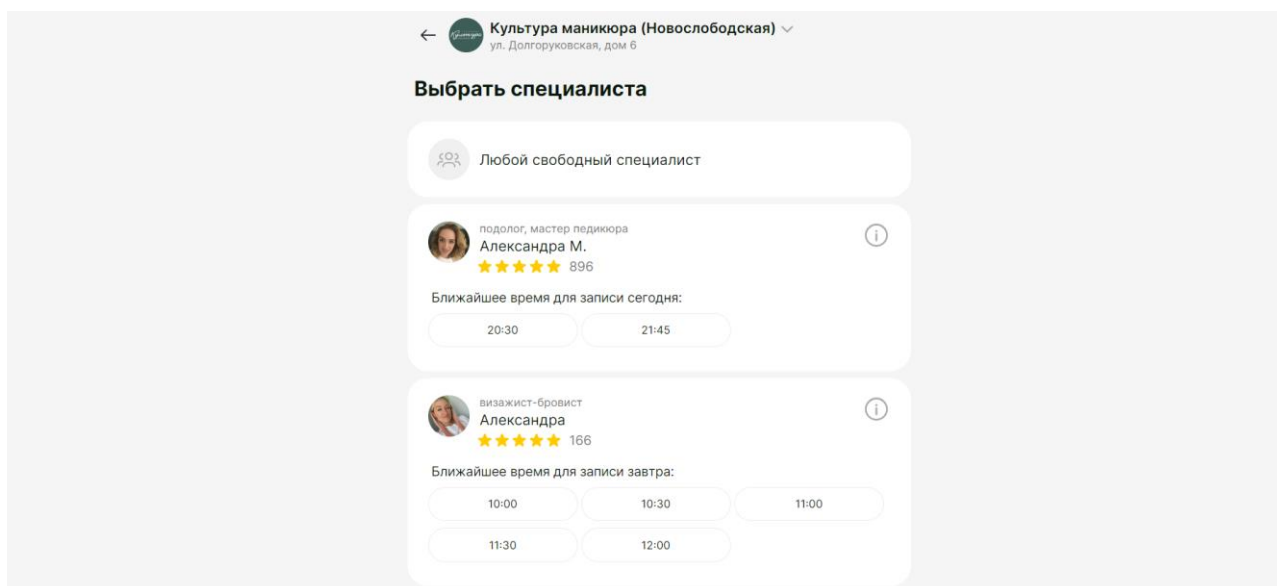 Культура маникюра (Новослободская)
ул. Долгоруковская, дом 6
Выбрать специалиста
Любой свободный специалист
подолог, мастер педикюра
Александра М.
896
Ближайшее время для записи сегодня:
20:30 21:45
визажист-бровист
Александра
166
Ближайшее время для записи завтра:
10:00 10:30 11:00
11:30 12:00